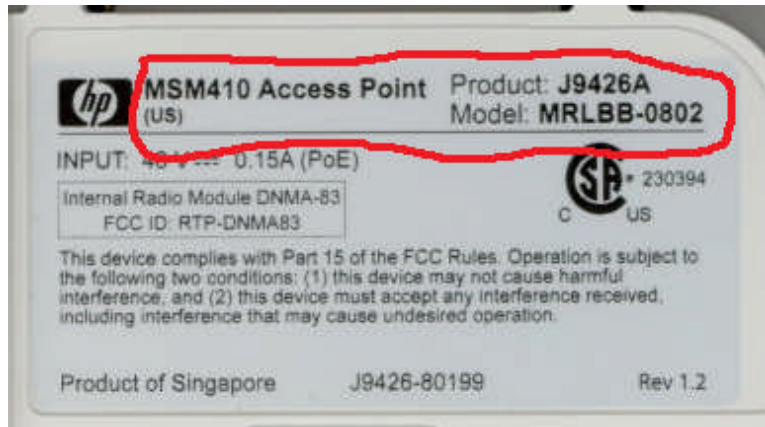 hp MSM410 Access Point Product: J9426A
(US) Model: MRLBB-0802
INPUT: 48 V 0.15A (PoE)
Internal Radio Module DNMA-83
FCC ID: RTP-DNMA83
SA ® 230394
C US
This device complies with Part 15 of the FCC Rules. Operation is subject to
the following two conditions: (1) this device may not cause harmful
interference, and (2) this device must accept any interference received,
including interference that may cause undesired operation.
Product of Singapore J9426-80199 Rev 1.2